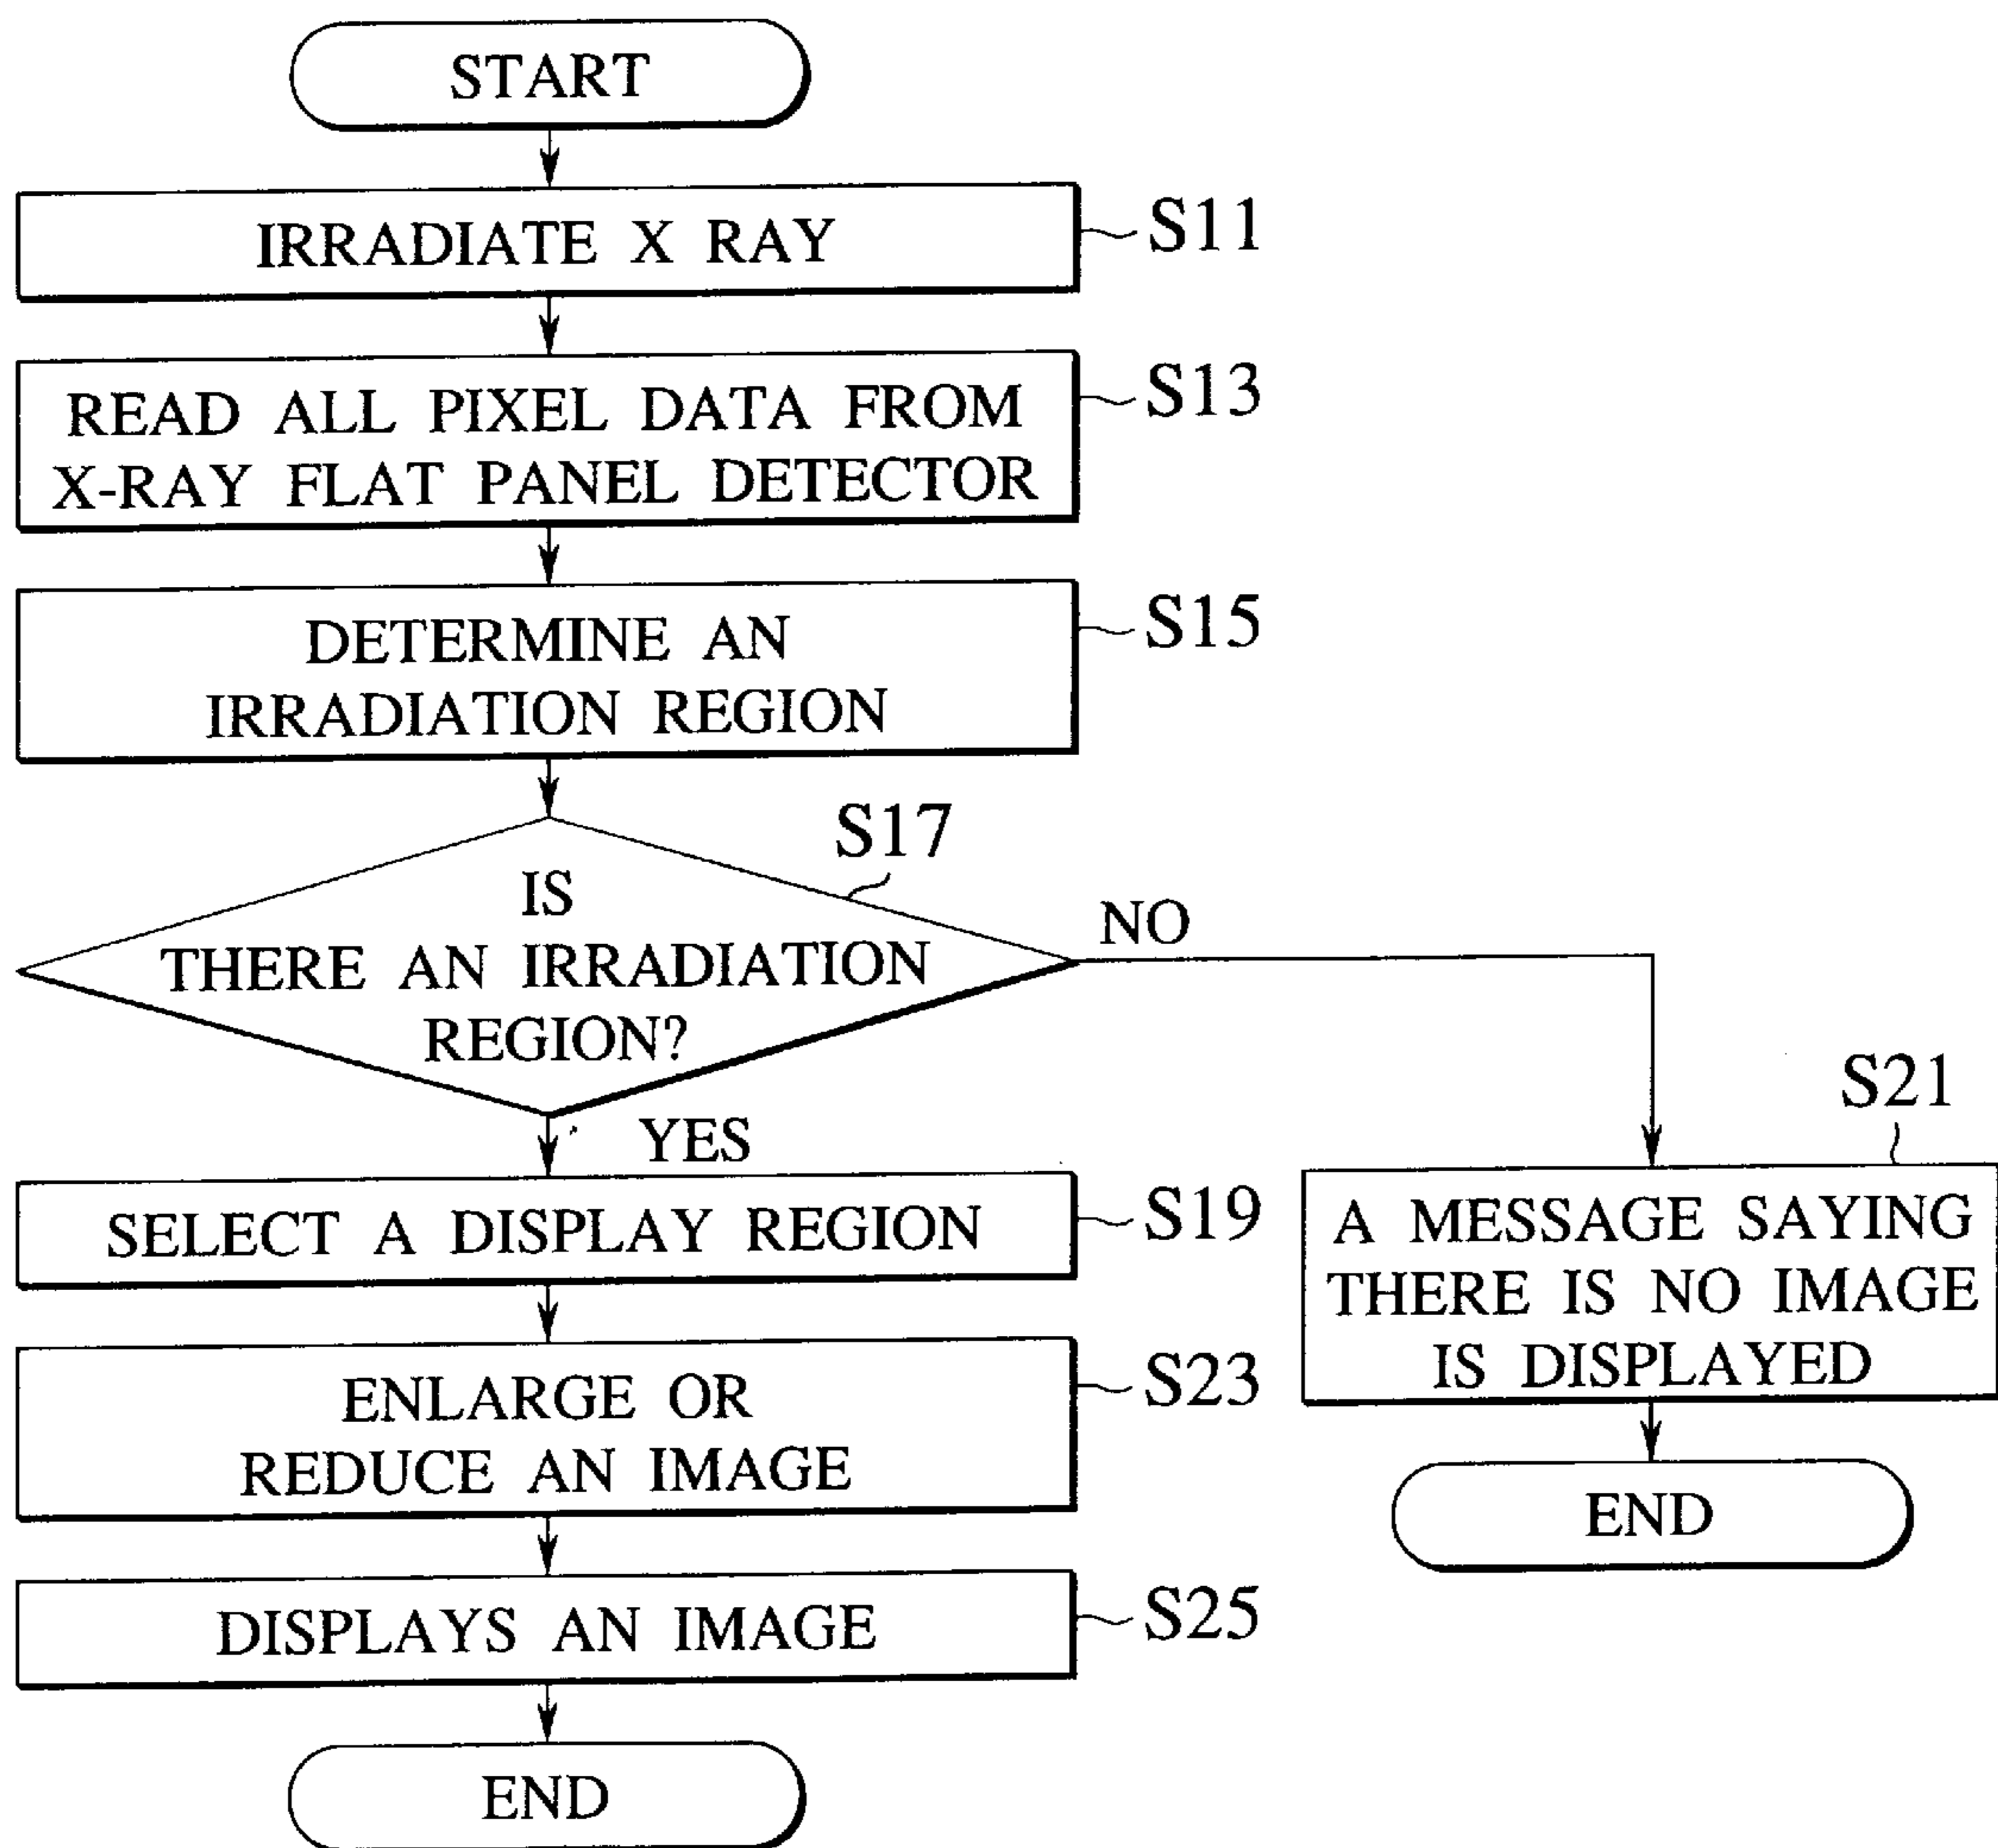 START
IRRADIATE X RAY
S11
READ ALL PIXEL DATA FROM
X-RAY FLAT PANEL DETECTOR
S13
DETERMINE AN
IRRADIATION REGION
S15
S17
IS
THERE AN IRRADIATION
REGION?
NO
YES
SELECT A DISPLAY REGION
S19
S21
A MESSAGE SAYING
THERE IS NO IMAGE
IS DISPLAYED
END
ENLARGE OR
REDUCE AN IMAGE
S23
DISPLAYS AN IMAGE
S25
END